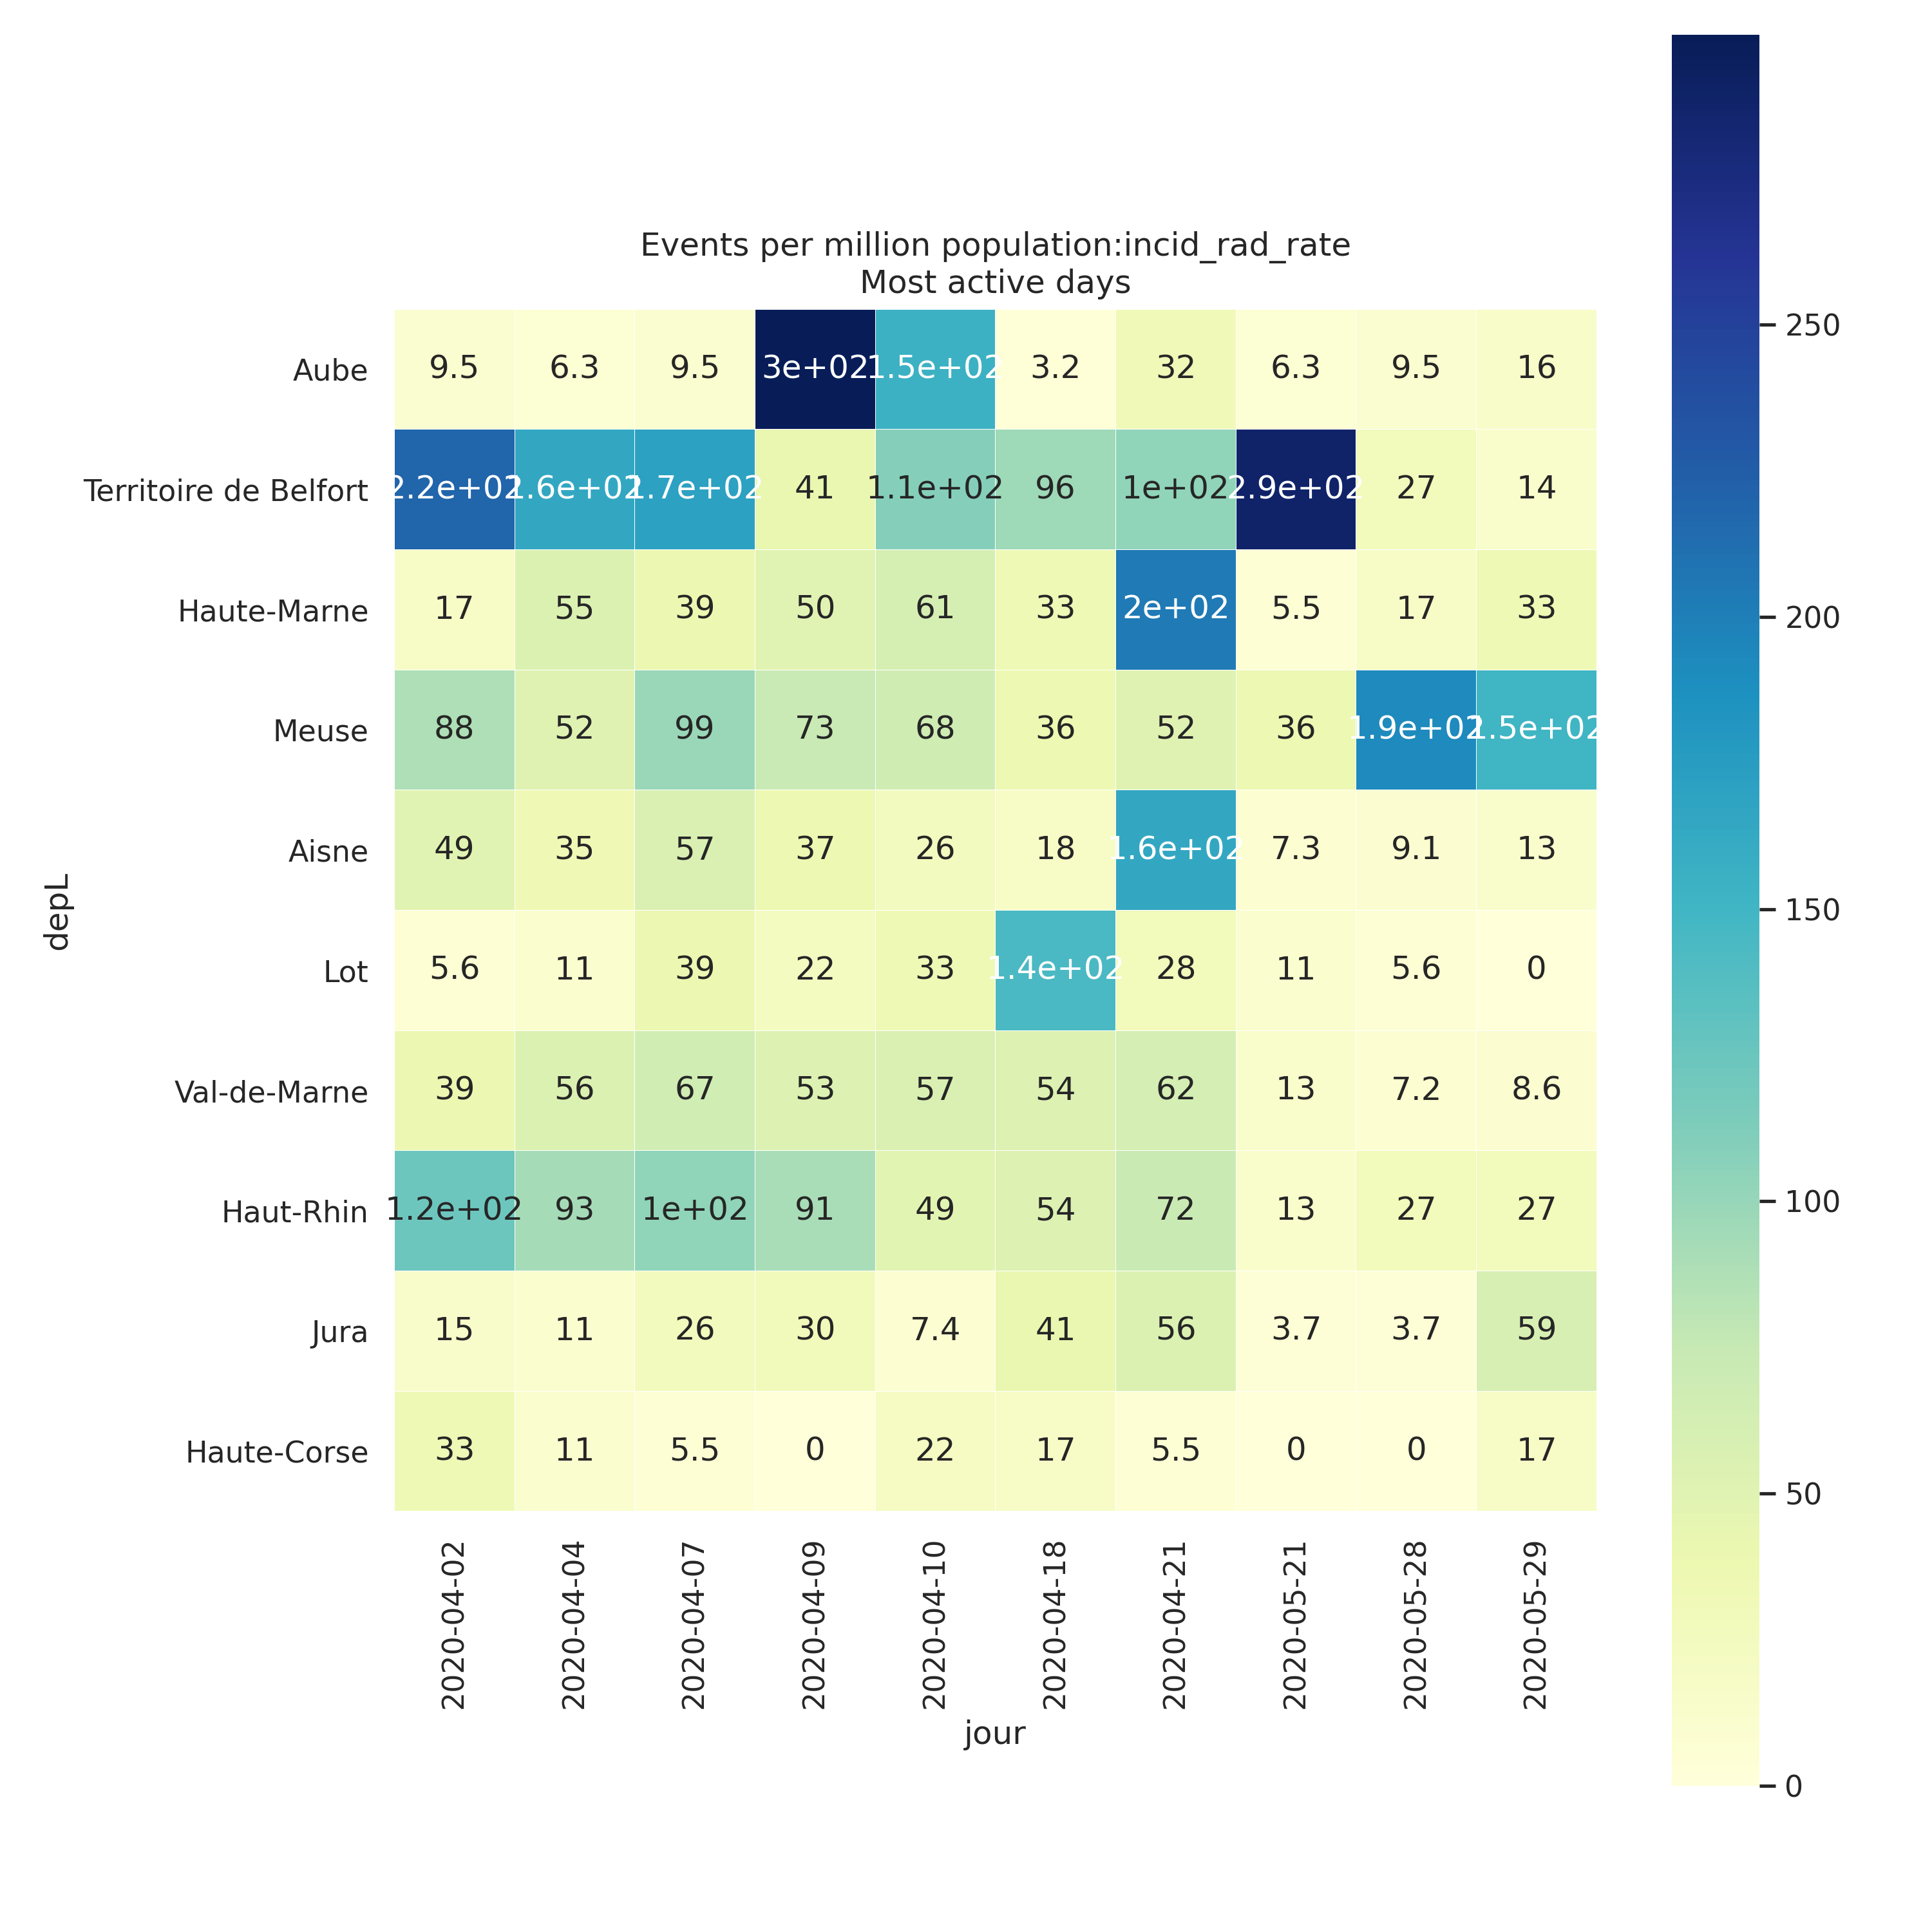 Events per million population:incid_rad_rate
Most active days
Aube 9.5 6.3 9.5 3e+02 1.5e+02 3.2 32 6.3 9.5 16
Territoire de Belfort 2.2e+02 1.6e+02 1.7e+02 41 1.1e+02 96 1e+02 2.9e+02 27 14
Haute-Marne 17 55 39 50 61 33 2e+02 5.5 17 33
Meuse 88 52 99 73 68 36 52 36 1.9e+02 1.5e+02
Aisne 49 35 57 37 26 18 1.6e+02 7.3 9.1 13
Lot 5.6 11 39 22 33 1.4e+02 28 11 5.6 0
Val-de-Marne 39 56 67 53 57 54 62 13 7.2 8.6
Haut-Rhin 1.2e+02 93 1e+02 91 49 54 72 13 27 27
Jura 15 11 26 30 7.4 41 56 3.7 3.7 59
Haute-Corse 33 11 5.5 0 22 17 5.5 0 0 17
depL
2020-04-02 2020-04-04 2020-04-07 2020-04-09 2020-04-10 2020-04-18 2020-04-21 2020-05-21 2020-05-28 2020-05-29
jour
250
200
150
100
50
0